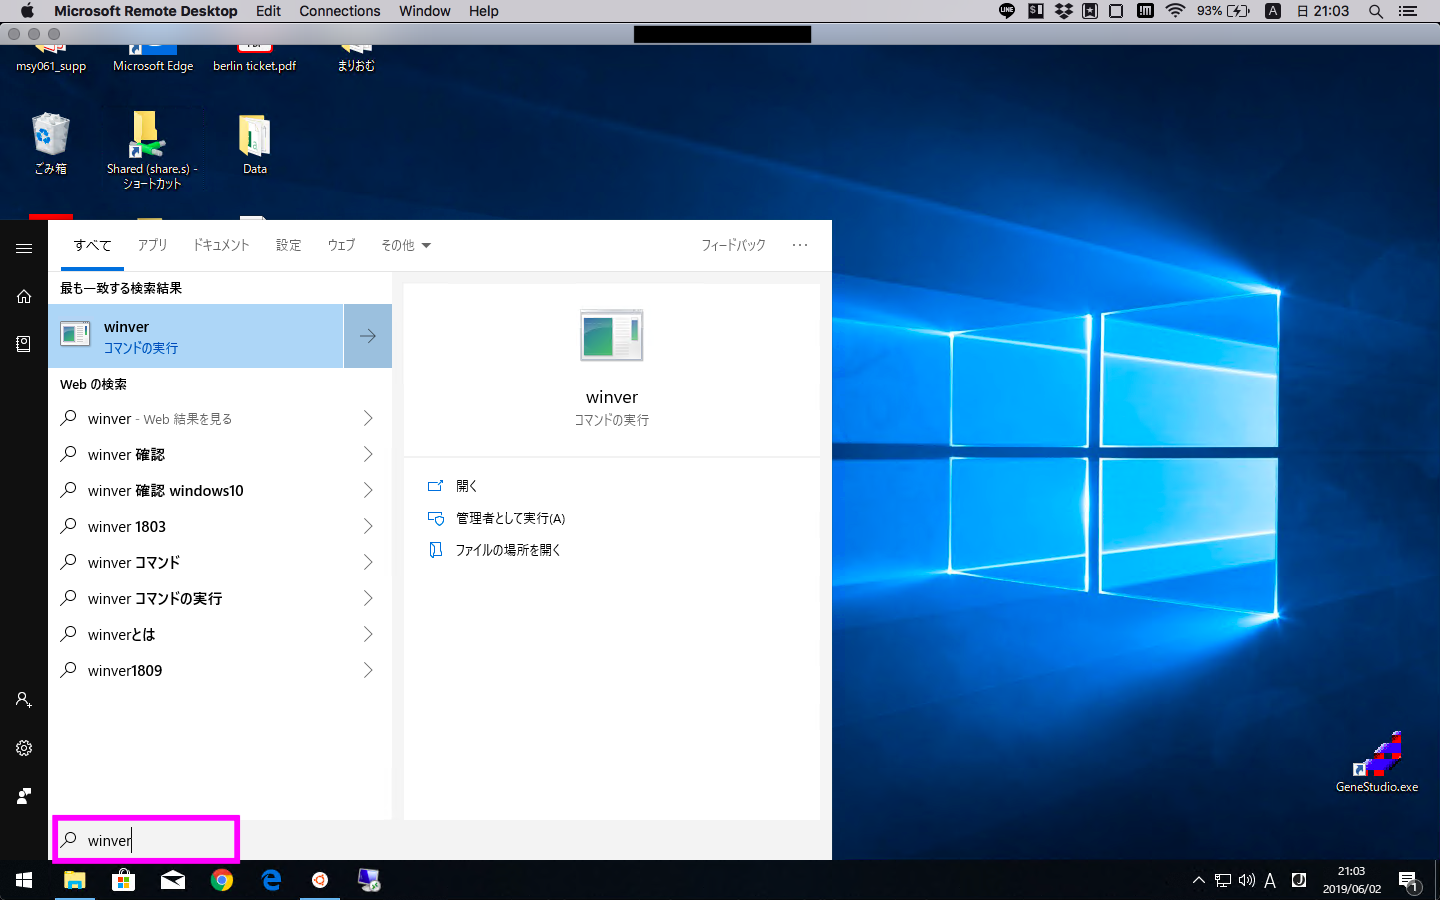 Microsoft Remote Desktop Edit Connections Window Help
LINE
93% A 日 21:03
msy061_supp
Microsoft Edge
berlin ticket.pdf
まりおむ
ごみ箱
Shared (share.s) -
ショートカット
Data
すべて アプリ ドキュメント 設定 ウェブ その他
フィードバック ...
最も一致する検索結果
winver
コマンドの実行
Web の検索
winver - Web 結果を見る
winver 確認
winver 確認 windows10
winver 1803
winver コマンド
winver コマンドの実行
winverとは
winver1809
winver
コマンドの実行
開く
管理者として実行(A)
ファイルの場所を開く
GeneStudio.exe
winver
A
21:03
2019/06/02
1